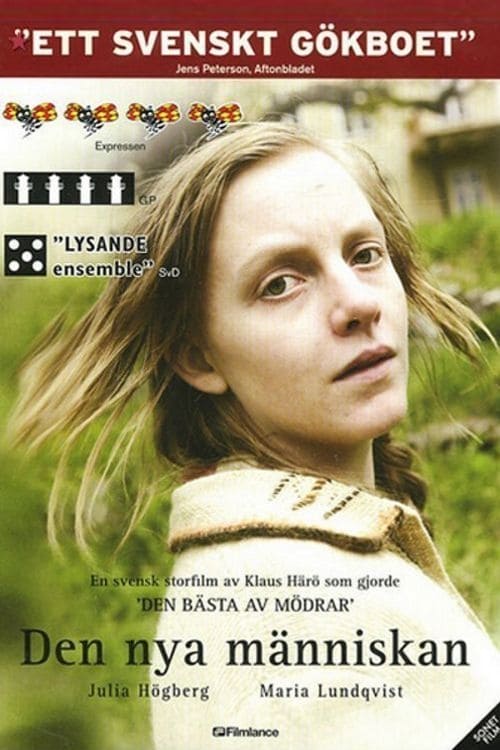 "ETT SVENSKT GÖKBOET"
Jens Peterson, Aftonbladet
Expressen
GP
"LYSANDE
ensemble" SvD
En svensk storfilm av Klaus Härö som gjorde
'DEN BÄSTA AV MÖDRAR'
Den nya människan
Julia Högberg Maria Lundqvist
Filmlance
SONET
FILM